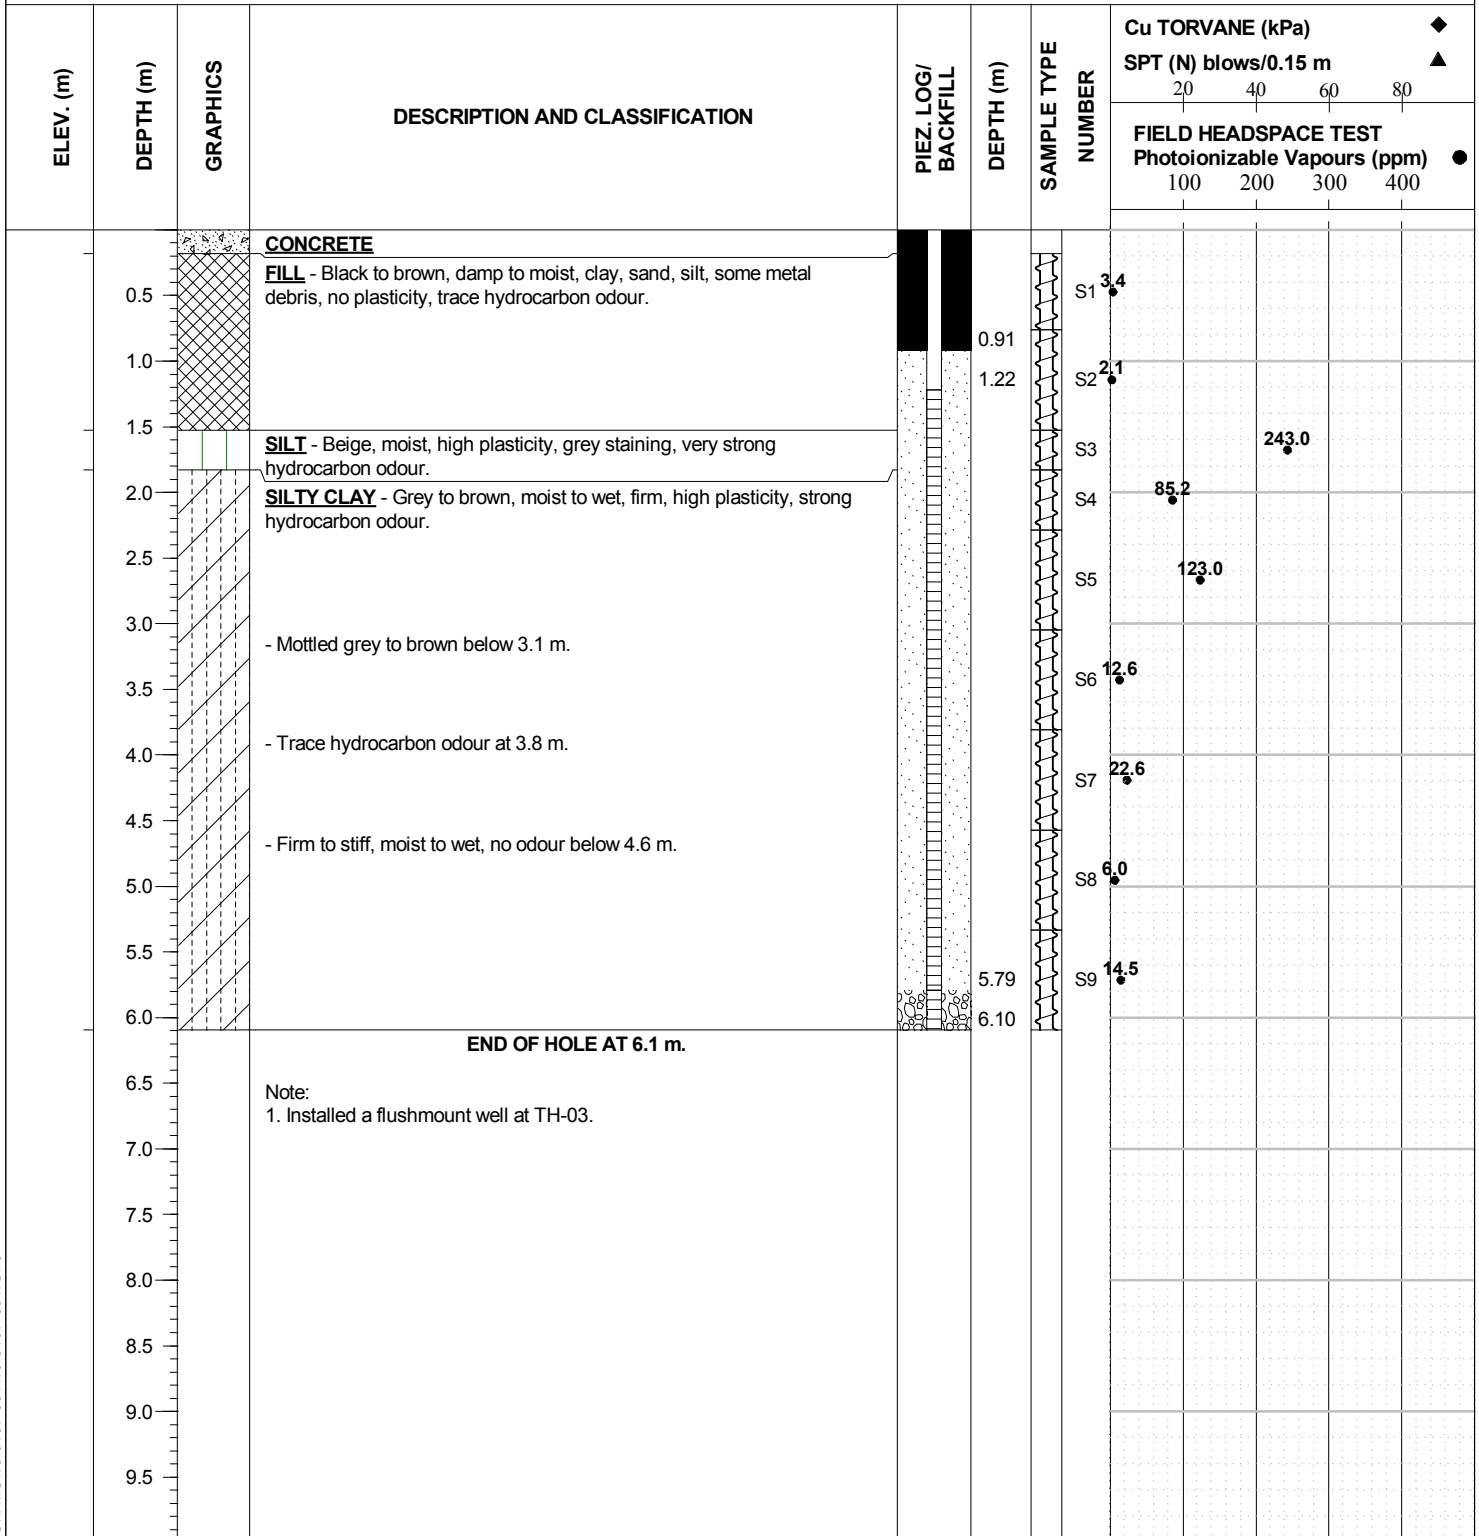 ELEV. (m)
DEPTH (m)
GRAPHICS
DESCRIPTION AND CLASSIFICATION
PIEZ. LOG/
BACKFILL
DEPTH (m)
SAMPLE TYPE
NUMBER
Cu TORVANE (kPa) ◆
SPT (N) blows/0.15 m ▲
20 40 60 80
FIELD HEADSPACE TEST
Photoionizable Vapours (ppm) ●
100 200 300 400
CONCRETE
FILL - Black to brown, damp to moist, clay, sand, silt, some metal
debris, no plasticity, trace hydrocarbon odour.
0.5
S1 3.4
0.91
1.0
1.22
S2 2.1
1.5
SILT - Beige, moist, high plasticity, grey staining, very strong
hydrocarbon odour.
S3 243.0
2.0
SILTY CLAY - Grey to brown, moist to wet, firm, high plasticity, strong
hydrocarbon odour.
S4 85.2
2.5
S5 123.0
3.0
- Mottled grey to brown below 3.1 m.
S6 12.6
3.5
- Trace hydrocarbon odour at 3.8 m.
4.0
S7 22.6
4.5
- Firm to stiff, moist to wet, no odour below 4.6 m.
5.0
S8 6.0
5.5
5.79
S9 14.5
6.0
6.10
END OF HOLE AT 6.1 m.
6.5
Note:
1. Installed a flushmount well at TH-03.
7.0
7.5
8.0
8.5
9.0
9.5